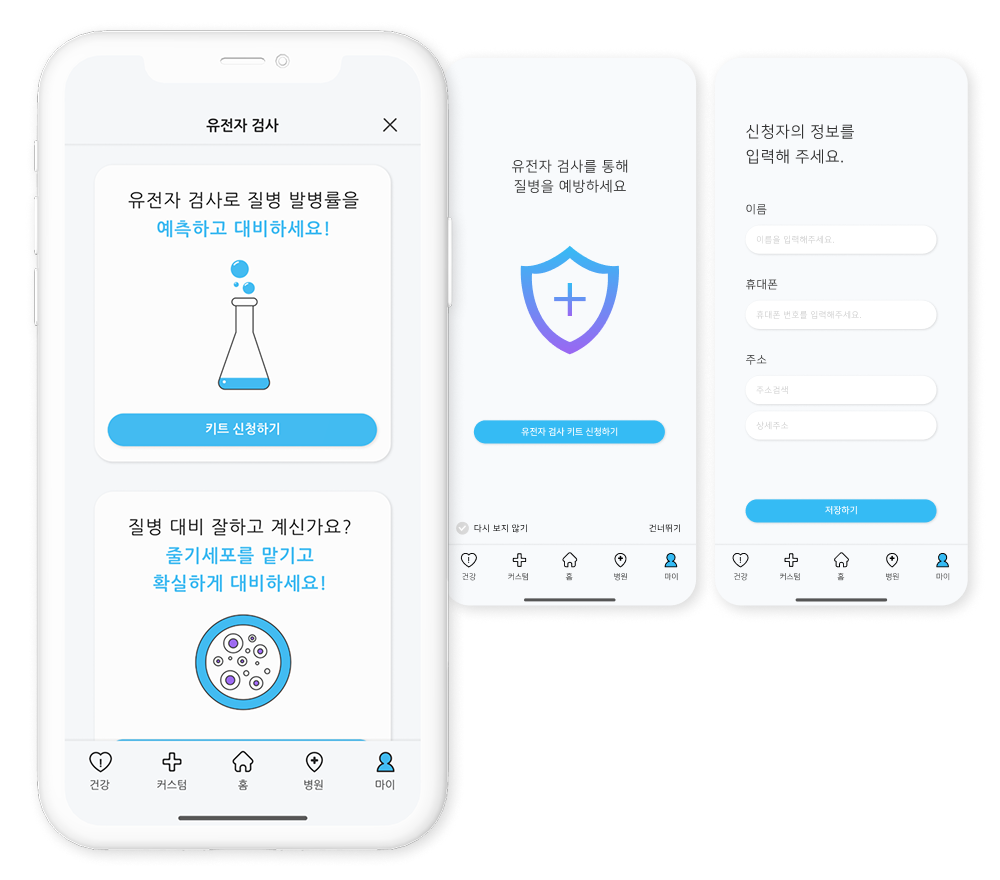 유전자 검사
유전자 검사로 질병 발병률을
예측하고 대비하세요!
키트 신청하기
질병 대비 잘하고 계신가요?
줄기세포를 맡기고
확실하게 대비하세요!
건강
커스텀
홈
병원
마이
유전자 검사를 통해
질병을 예방하세요
유전자 검사 키트 신청하기
다시 보지 않기
건너뛰기
건강
커스텀
홈
병원
마이
신청자의 정보를
입력해 주세요.
이름
이름을 입력해주세요.
휴대폰
휴대폰 번호를 입력해주세요.
주소
주소검색
상세주소
저장하기
건강
커스텀
홈
병원
마이